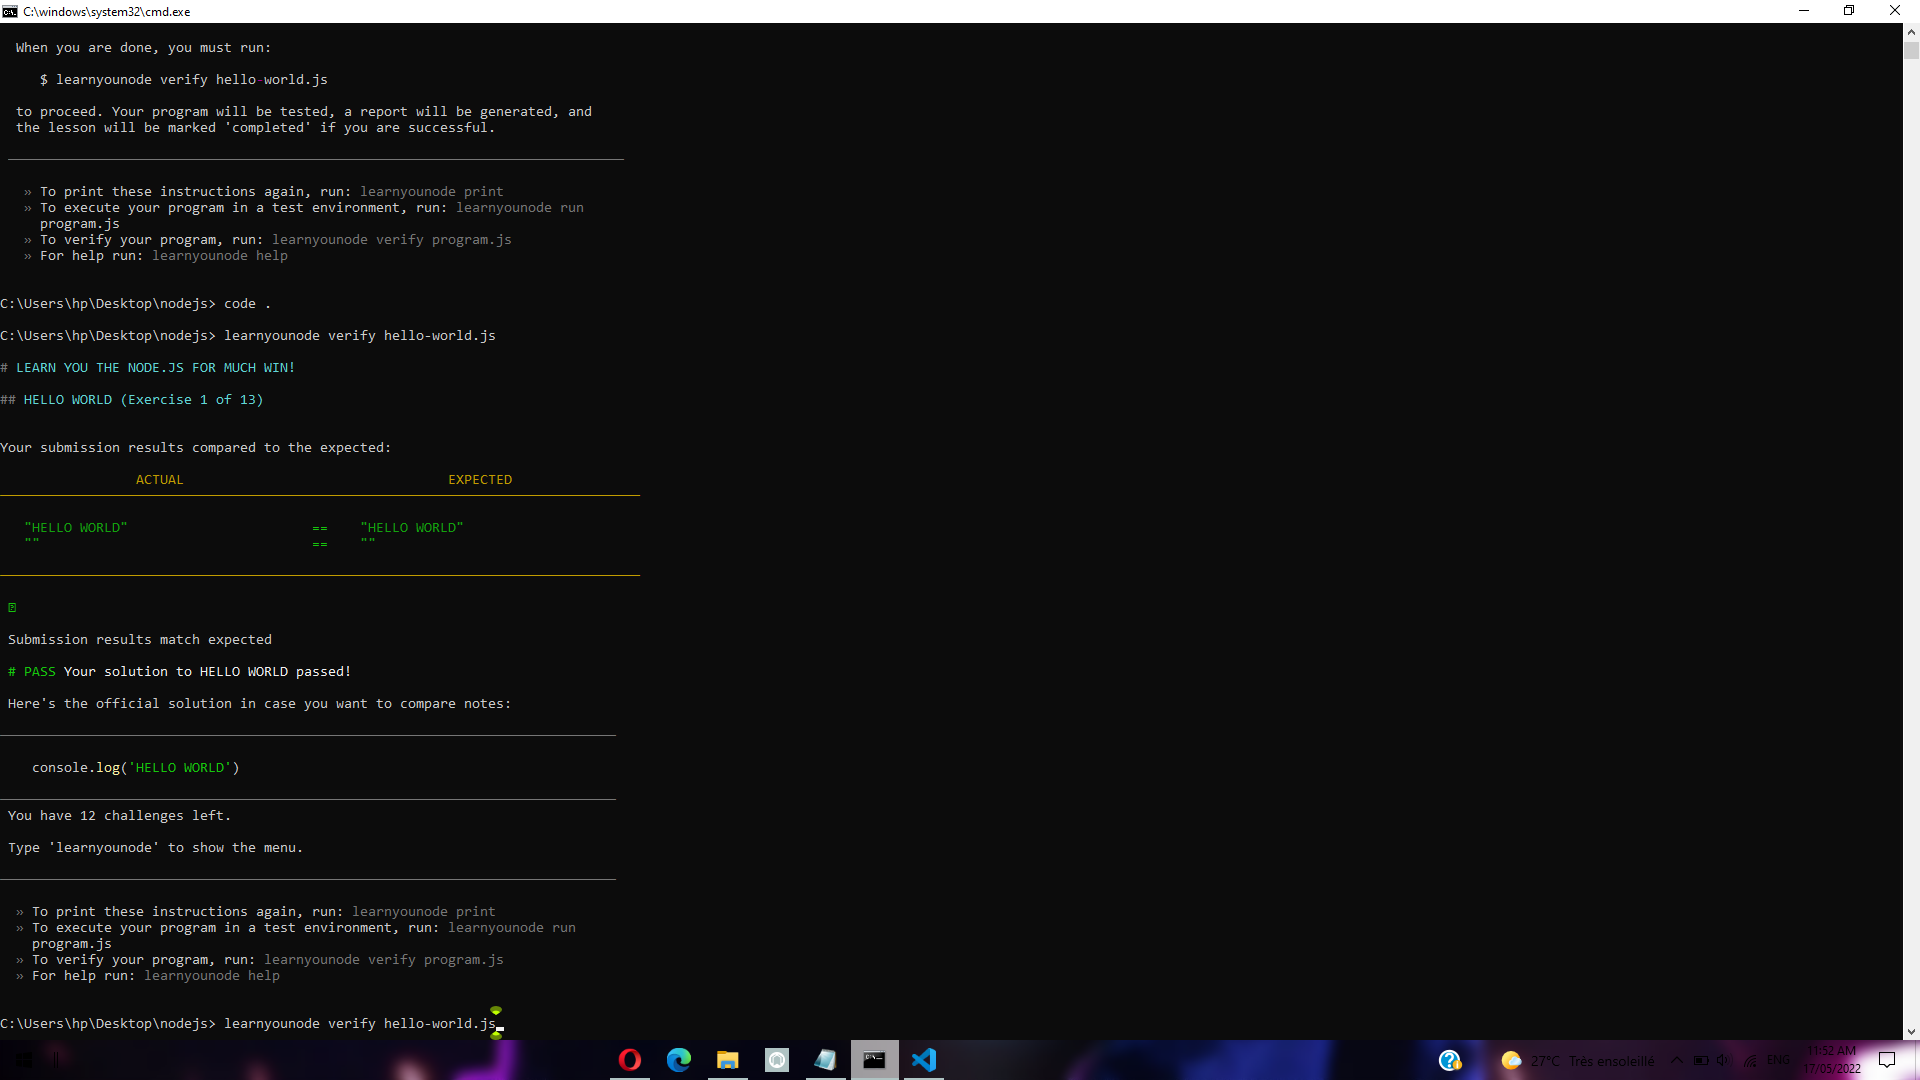 C:\windows\system32\cmd.exe
When you are done, you must run:
$ learnyounode verify hello-world.js
to proceed. Your program will be tested, a report will be generated, and
the lesson will be marked 'completed' if you are successful.
» To print these instructions again, run: learnyounode print
» To execute your program in a test environment, run: learnyounode run
program.js
» To verify your program, run: learnyounode verify program.js
» For help run: learnyounode help
C:\Users\hp\Desktop\nodejs> code .
C:\Users\hp\Desktop\nodejs> learnyounode verify hello-world.js
# LEARN YOU THE NODE.JS FOR MUCH WIN!
## HELLO WORLD (Exercise 1 of 13)
Your submission results compared to the expected:
ACTUAL EXPECTED
"HELLO WORLD" == "HELLO WORLD"
"" == ""
Submission results match expected
# PASS Your solution to HELLO WORLD passed!
Here's the official solution in case you want to compare notes:
console.log('HELLO WORLD')
You have 12 challenges left.
Type 'learnyounode' to show the menu.
» To print these instructions again, run: learnyounode print
» To execute your program in a test environment, run: learnyounode run
program.js
» To verify your program, run: learnyounode verify program.js
» For help run: learnyounode help
C:\Users\hp\Desktop\nodejs> learnyounode verify hello-world.js
27°C Très ensoleillé ENG 11:52 AM
17/05/2022